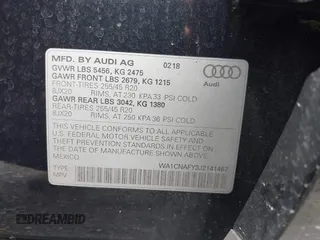 MFD. BY AUDI AG 0218
GVWR LBS 5456, KG 2475
GAWR FRONT LBS 2679, KG 1215
FRONT-TIRES 255/45 R20
8JX20 RIMS, AT 230 KPA 33 PSI COLD
GAWR REAR LBS 3042, KG 1380
REAR-TIRES 255/45 R20
8JX20 RIMS, AT 250 KPA 36 PSI COLD
Audi
THIS VEHICLE CONFORMS TO ALL APPLICABLE
U.S. FEDERAL MOTOR VEHICLE SAFETY, BUMPER
AND THEFT PREVENTION STANDARDS IN EFFECT
ON THE DATE OF MANUFACTURE SHOWN ABOVE
MEXICO
TYPE
DREAMBID